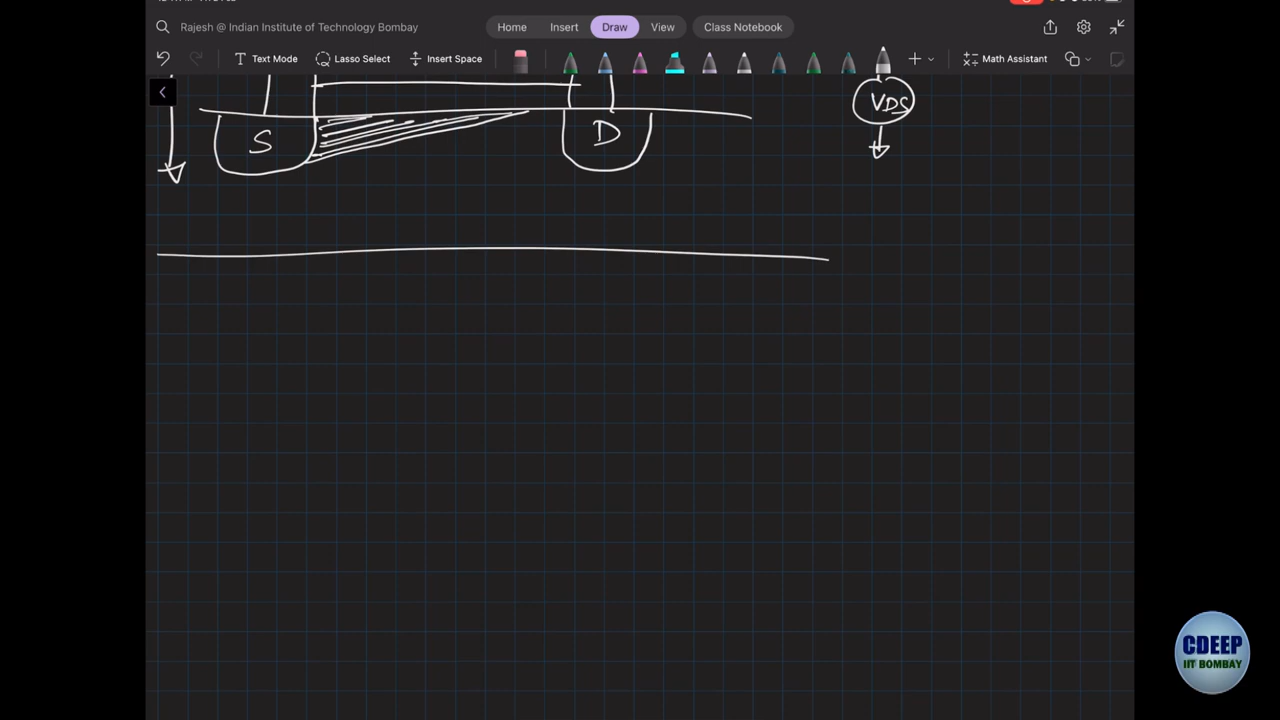 Rajesh @ Indian Institute of Technology Bombay
Home Insert Draw View Class Notebook
Text Mode Lasso Select Insert Space Math Assistant
VDS
S D
CDEEP
IIT BOMBAY